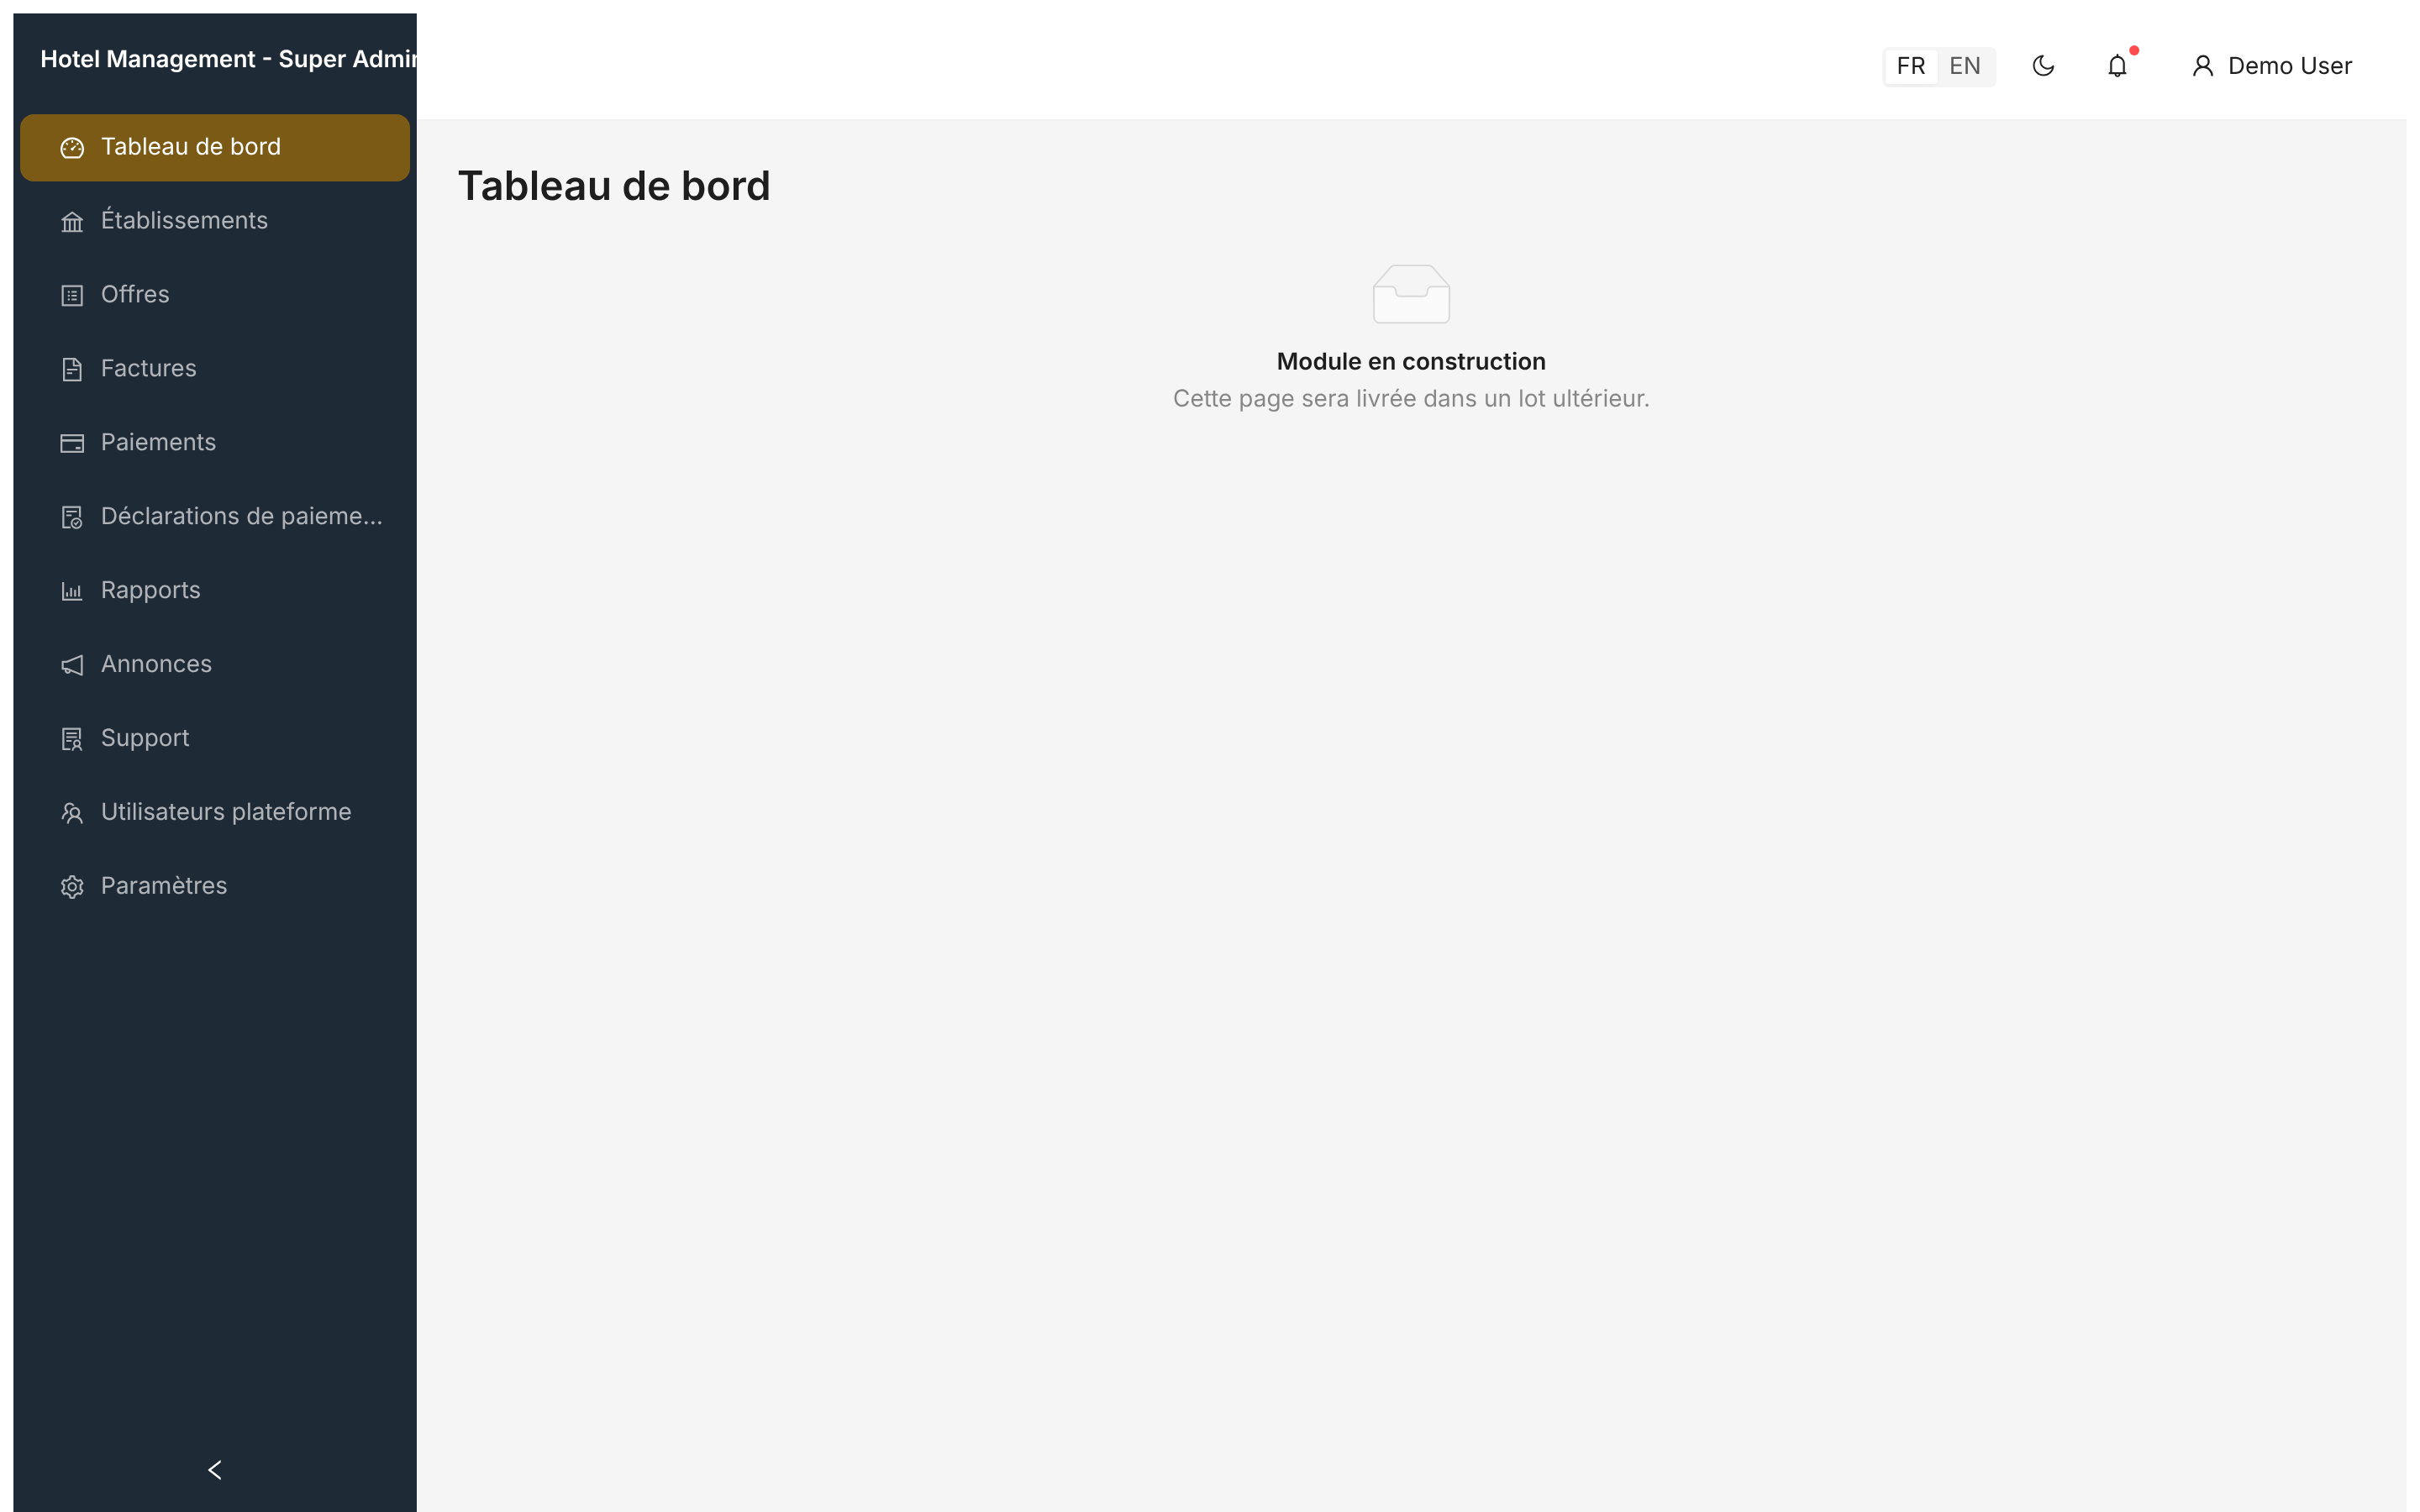 Hotel Management - Super Admin
FR EN
Demo User
Tableau de bord
Établissements
Offres
Factures
Paiements
Déclarations de paieme...
Rapports
Annonces
Support
Utilisateurs plateforme
Paramètres
Tableau de bord
Module en construction
Cette page sera livrée dans un lot ultérieur.